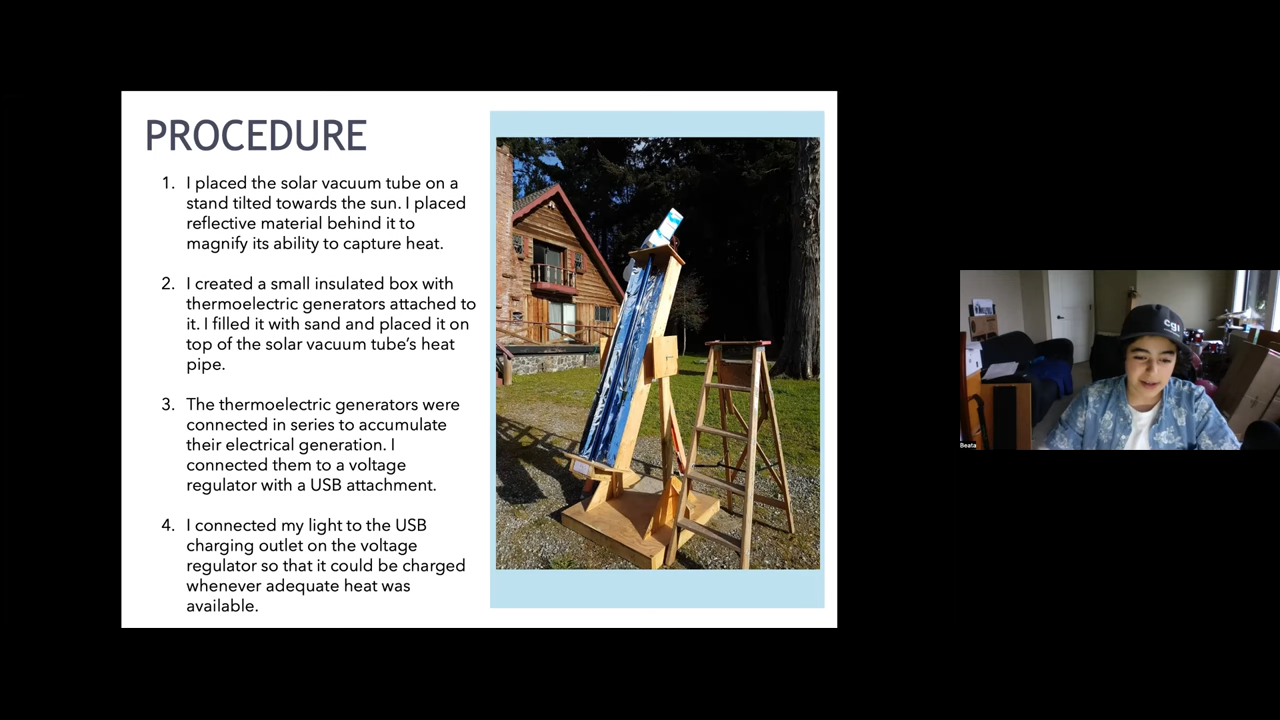 PROCEDURE
1. I placed the solar vacuum tube on a
stand tilted towards the sun. I placed
reflective material behind it to
magnify its ability to capture heat.
2. I created a small insulated box with
thermoelectric generators attached to
it. I filled it with sand and placed it on
top of the solar vacuum tube's heat
pipe.
3. The thermoelectric generators were
connected in series to accumulate
their electrical generation. I
connected them to a voltage
regulator with a USB attachment.
4. I connected my light to the USB
charging outlet on the voltage
regulator so that it could be charged
whenever adequate heat was
available.
cgi
Beata